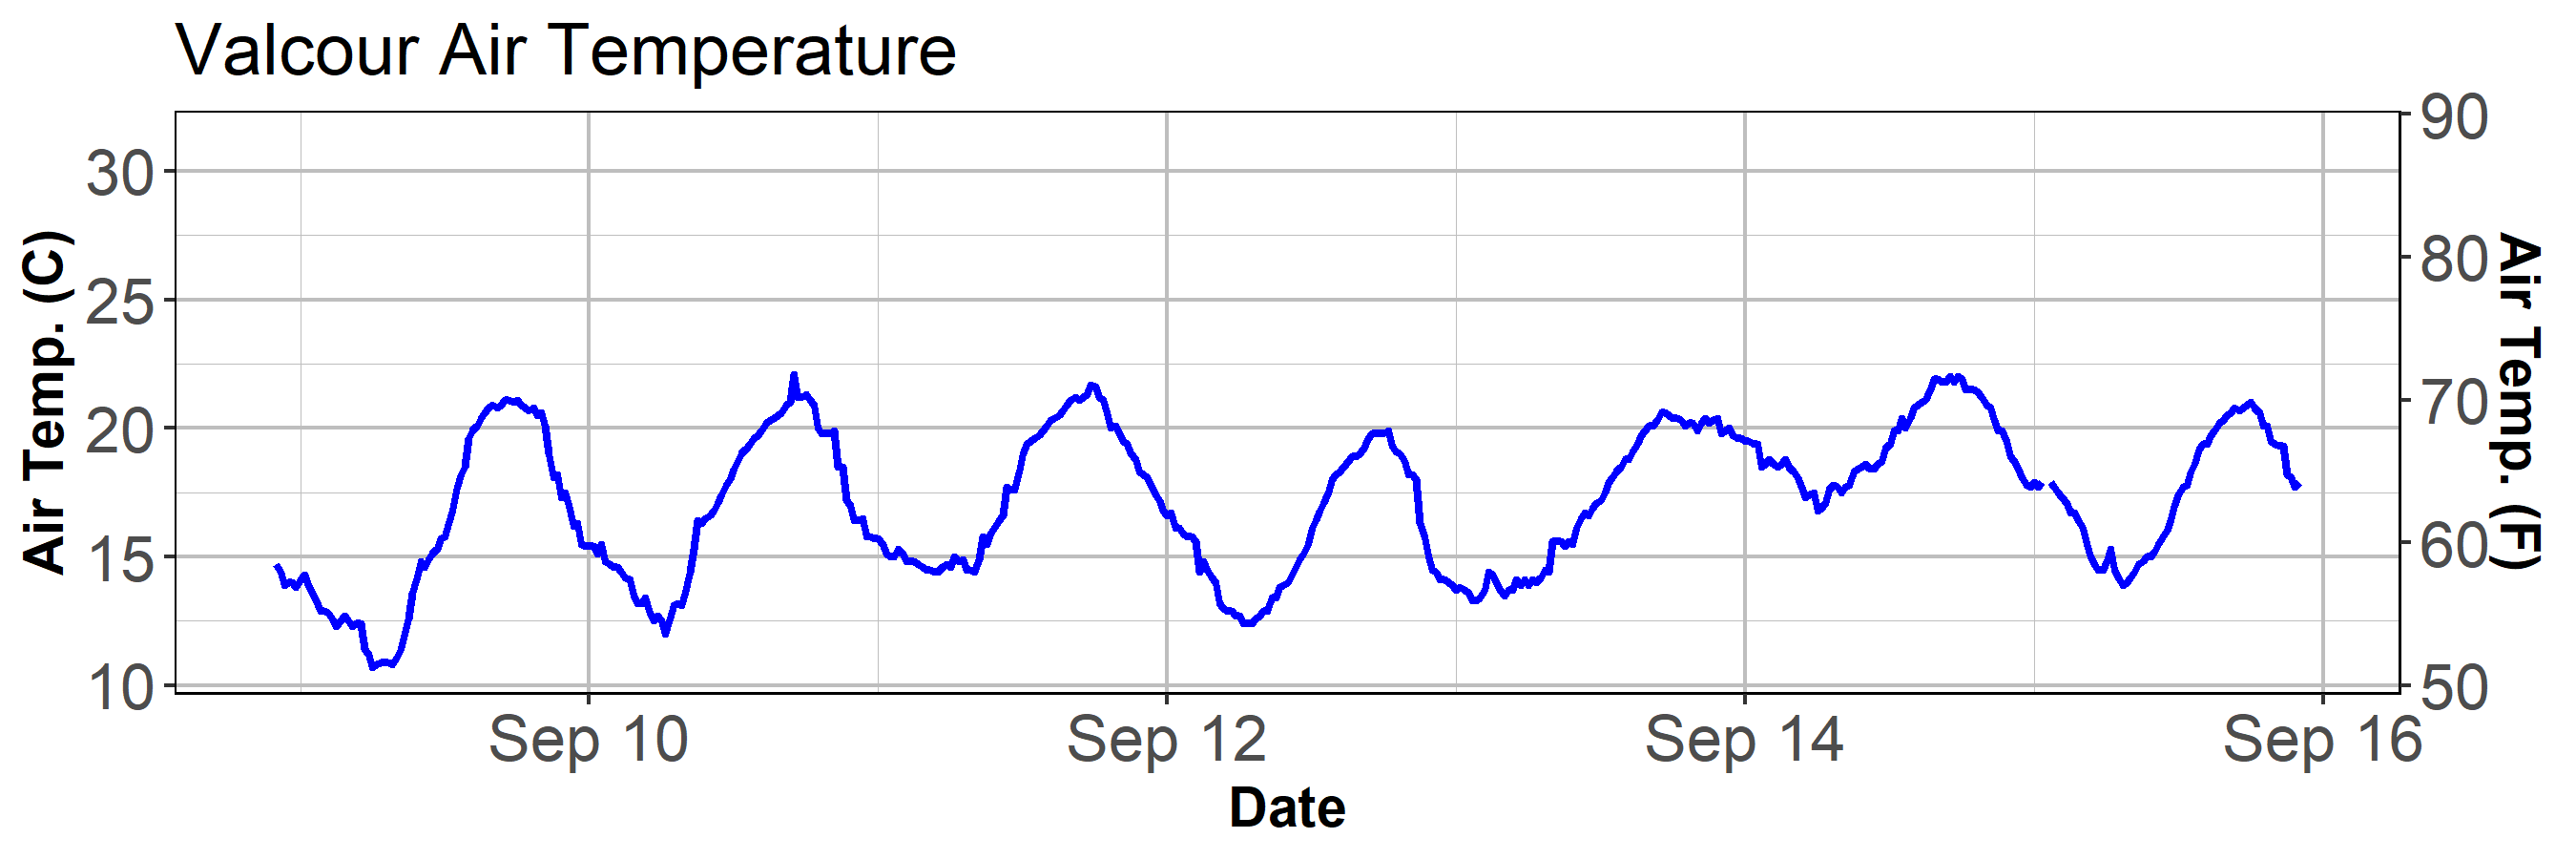 Valcour Air Temperature
90
30
80
25
70
20
60
15
50
10
Air Temp. (C)
Air Temp. (F)
Sep 10 Sep 12 Sep 14 Sep 16
Date